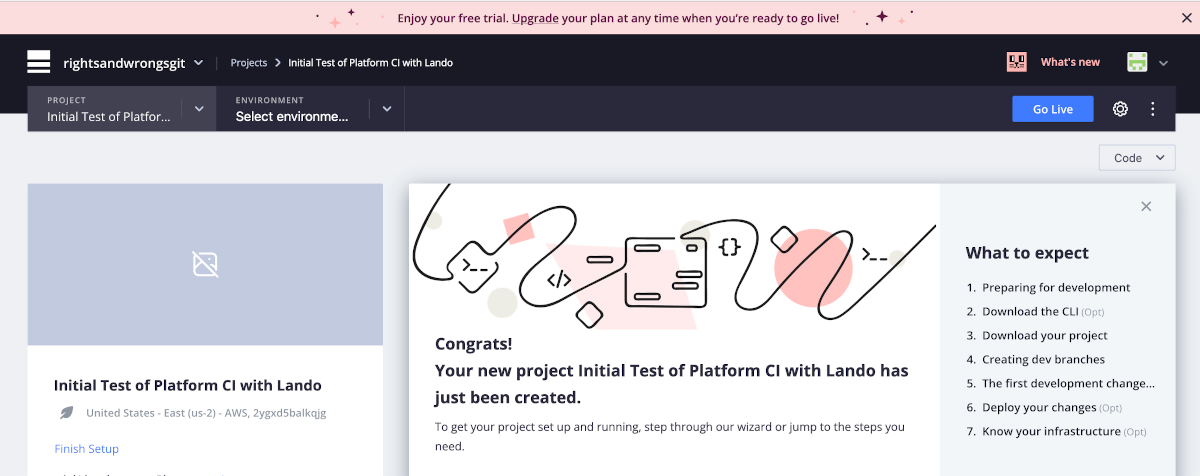 Enjoy your free trial. Upgrade your plan at any time when you're ready to go live!
rightsandwrongsgit
Projects > Initial Test of Platform CI with Lando
What's new
PROJECT
Initial Test of Platfor...
ENVIRONMENT
Select environme...
Go Live
Code
Initial Test of Platform CI with Lando
United States - East (us-2) - AWS, 2ygxd5balkqjg
Finish Setup
>--
</>
{}
>--
Congrats!
Your new project Initial Test of Platform CI with Lando has
just been created.
To get your project set up and running, step through our wizard or jump to the steps you
need.
What to expect
1. Preparing for development
2. Download the CLI (Opt)
3. Download your project
4. Creating dev branches
5. The first development change...
6. Deploy your changes (Opt)
7. Know your infrastructure (Opt)